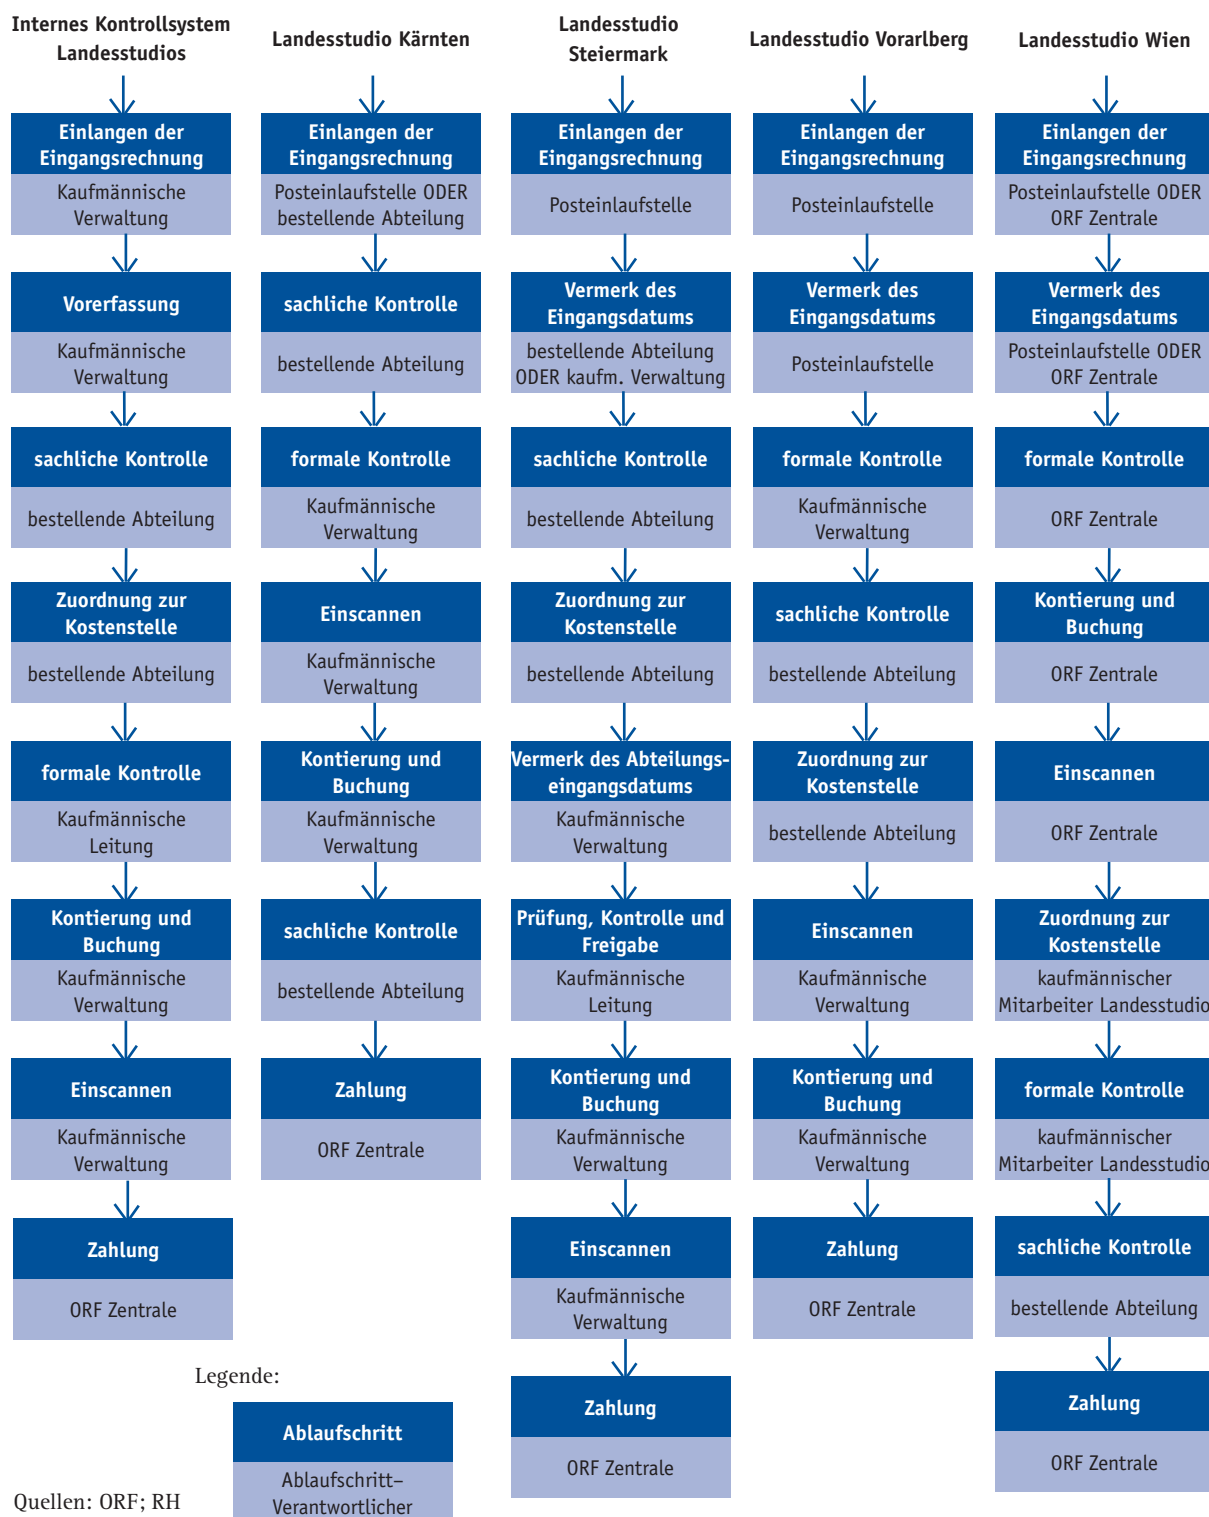 Internes Kontrollsystem
Landesstudios
Einlangen der
Eingangsrechnung
Kaufmännische
Verwaltung
Vorerfassung
Kaufmännische
Verwaltung
sachliche Kontrolle
bestellende Abteilung
Zuordnung zur
Kostenstelle
bestellende Abteilung
formale Kontrolle
Kaufmännische
Leitung
Kontierung und
Buchung
Kaufmännische
Verwaltung
Einscannen
Kaufmännische
Verwaltung
Zahlung
ORF Zentrale
Landesstudio Kärnten
Einlangen der
Eingangsrechnung
Posteinlaufstelle ODER
bestellende Abteilung
sachliche Kontrolle
bestellende Abteilung
formale Kontrolle
Kaufmännische
Verwaltung
Einscannen
Kaufmännische
Verwaltung
Kontierung und
Buchung
Kaufmännische
Verwaltung
sachliche Kontrolle
bestellende Abteilung
Zahlung
ORF Zentrale
Landesstudio
Steiermark
Einlangen der
Eingangsrechnung
Posteinlaufstelle
Vermerk des
Eingangsdatums
bestellende Abteilung
ODER kaufm. Verwaltung
sachliche Kontrolle
bestellende Abteilung
Zuordnung zur
Kostenstelle
bestellende Abteilung
Vermerk des Abteilungs-
eingangsdatums
Kaufmännische
Verwaltung
Prüfung, Kontrolle und
Freigabe
Kaufmännische
Leitung
Kontierung und
Buchung
Kaufmännische
Verwaltung
Einscannen
Kaufmännische
Verwaltung
Zahlung
ORF Zentrale
Landesstudio Vorarlberg
Einlangen der
Eingangsrechnung
Posteinlaufstelle
Vermerk des
Eingangsdatums
Posteinlaufstelle
formale Kontrolle
Kaufmännische
Verwaltung
sachliche Kontrolle
bestellende Abteilung
Zuordnung zur
Kostenstelle
bestellende Abteilung
Einscannen
Kaufmännische
Verwaltung
Kontierung und
Buchung
Kaufmännische
Verwaltung
Zahlung
ORF Zentrale
Landesstudio Wien
Einlangen der
Eingangsrechnung
Posteinlaufstelle ODER
ORF Zentrale
Vermerk des
Eingangsdatums
Posteinlaufstelle ODER
ORF Zentrale
formale Kontrolle
ORF Zentrale
Kontierung und
Buchung
ORF Zentrale
Einscannen
ORF Zentrale
Zuordnung zur
Kostenstelle
kaufmännischer
Mitarbeiter Landesstudio
formale Kontrolle
kaufmännischer
Mitarbeiter Landesstudio
sachliche Kontrolle
bestellende Abteilung
Zahlung
ORF Zentrale
Legende:
Ablaufschritt
Ablaufschritt–
Verantwortlicher
Quellen: ORF; RH